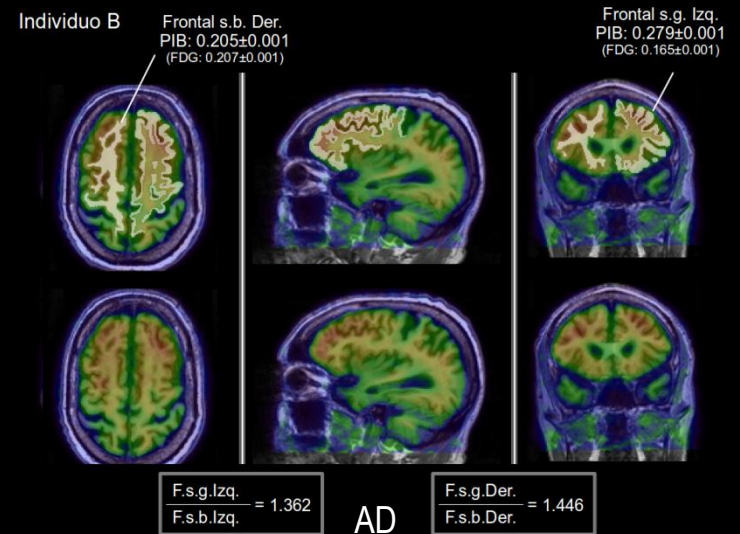 Individuo B
Frontal s.b. Der.
PIB: 0.205±0.001
(FDG: 0.207±0.001)
Frontal s.g. Izq.
PIB: 0.279±0.001
(FDG: 0.165±0.001)
F.s.g.Izq.
F.s.b.Izq.
= 1.362
AD
F.s.g.Der.
F.s.b.Der.
= 1.446